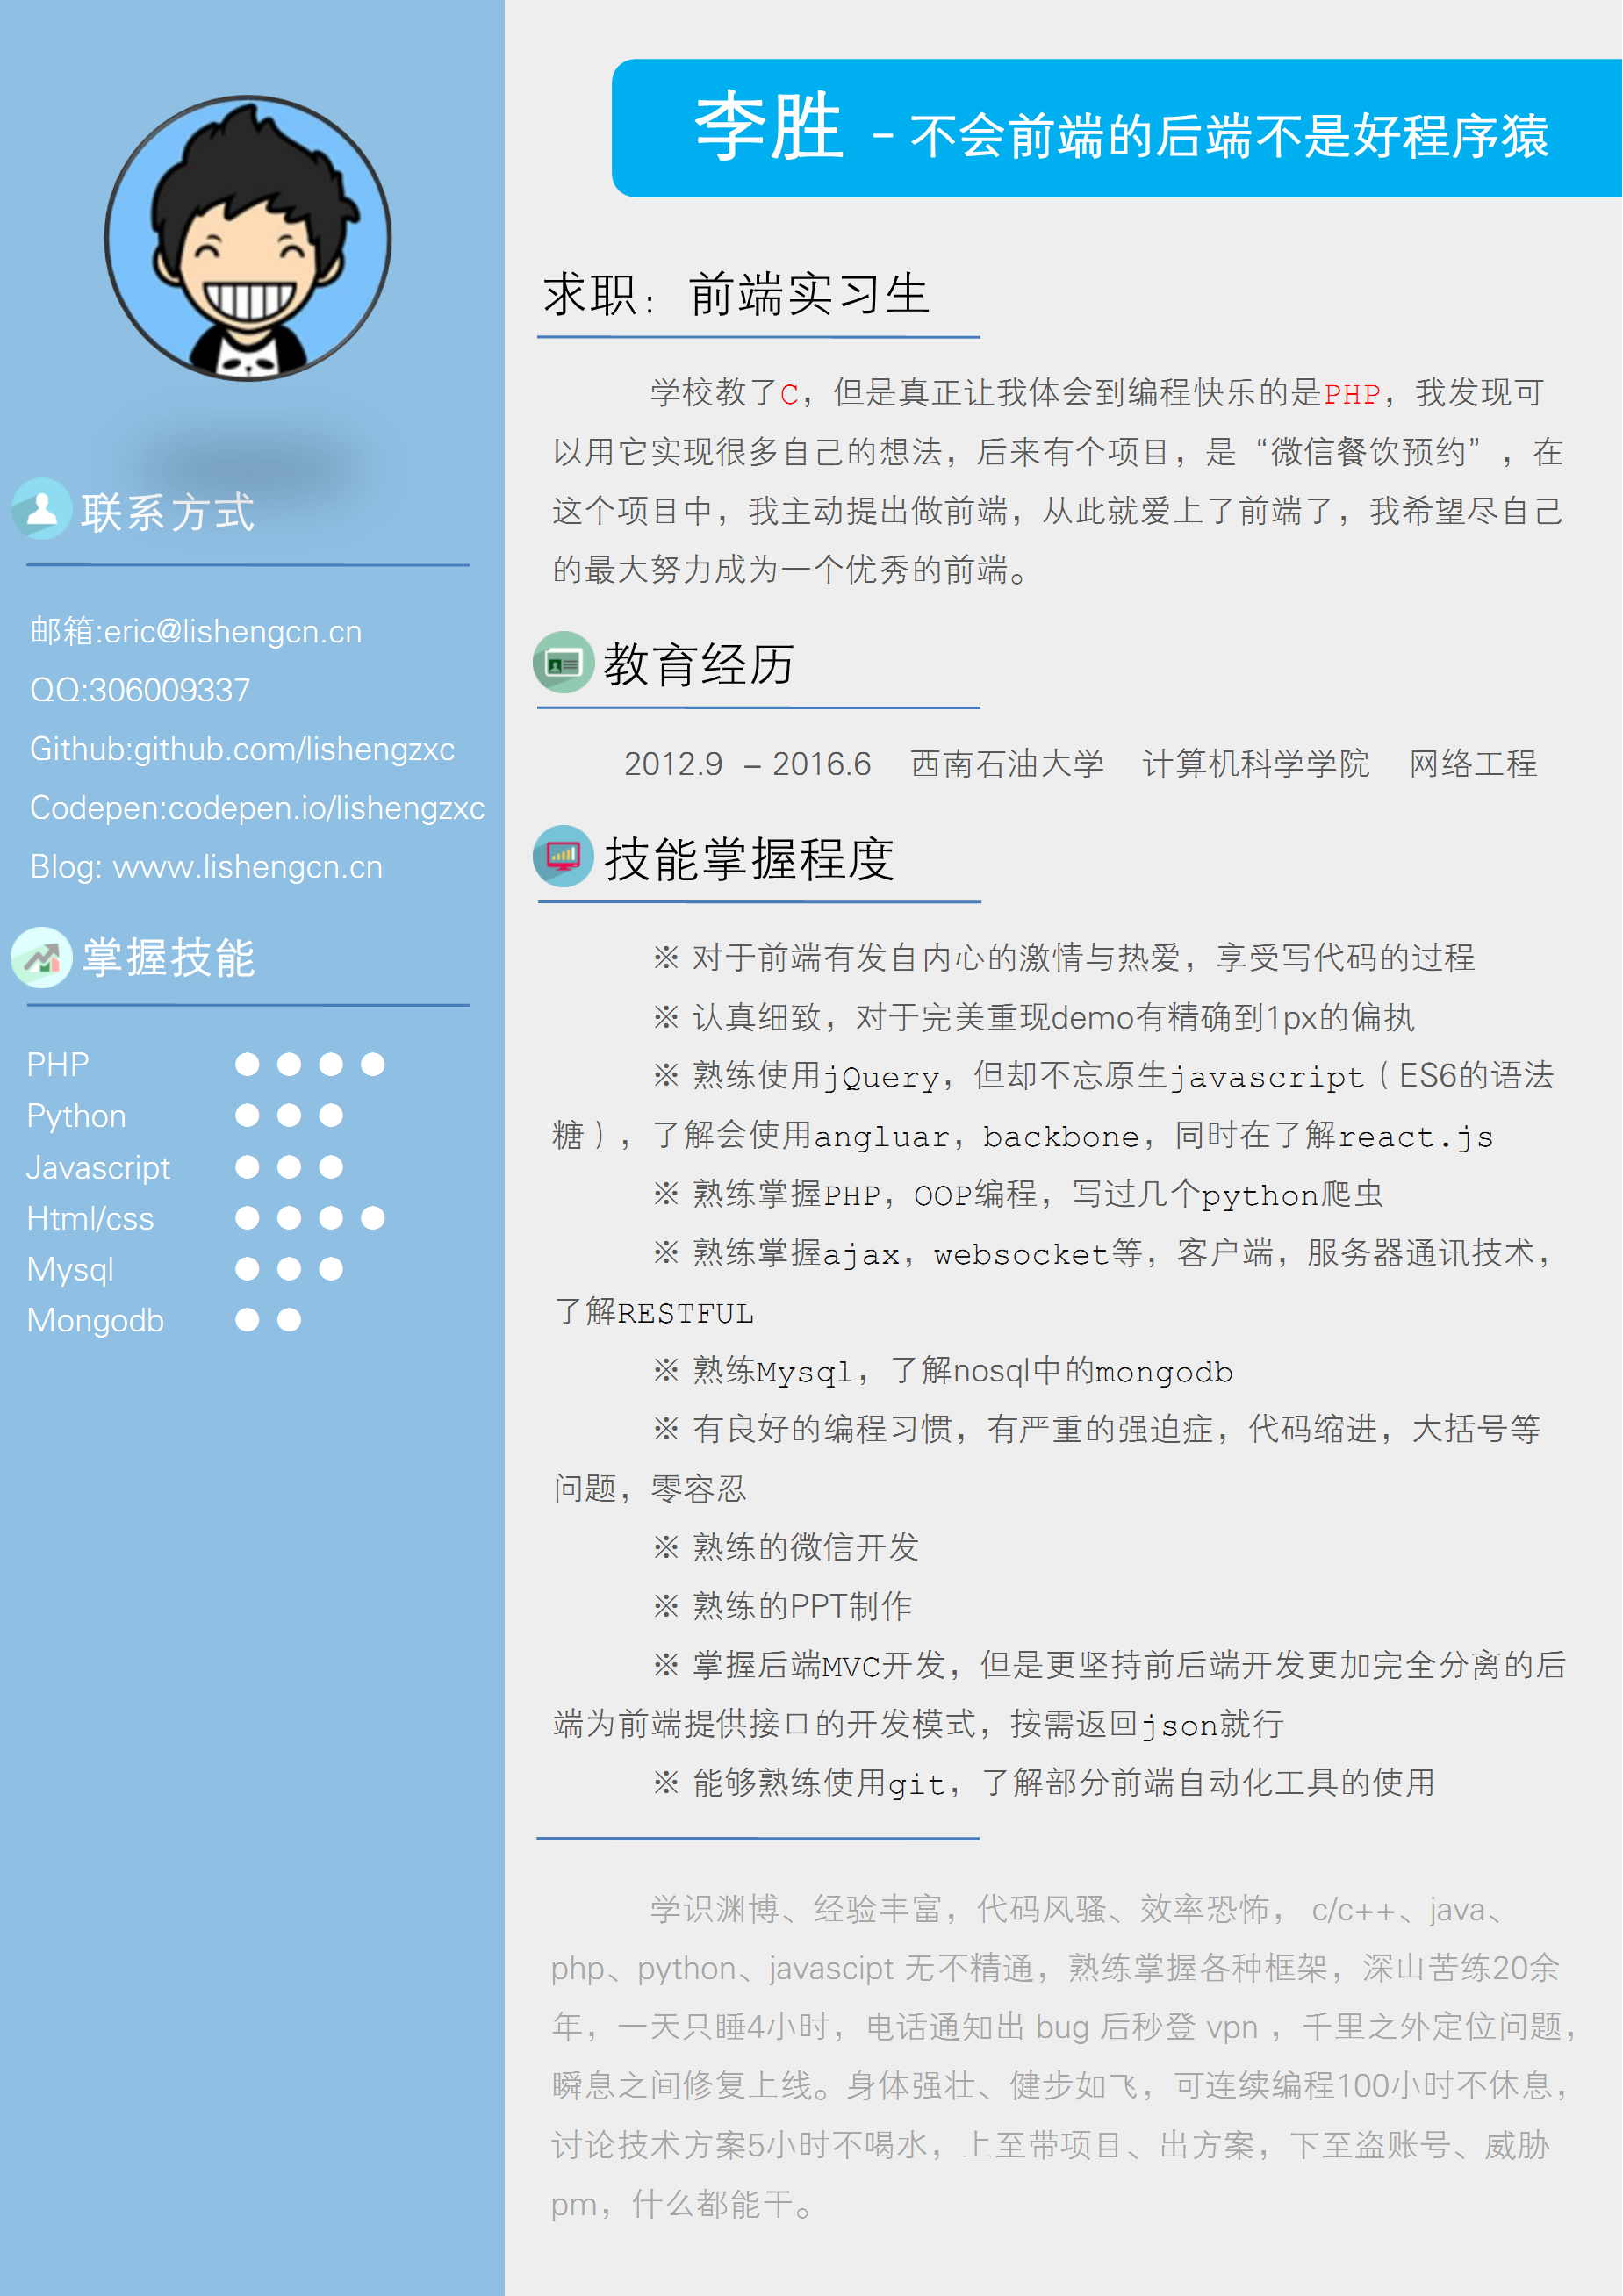 李胜 - 不会前端的后端不是好程序猿
联系方式
邮箱:eric@lishengcn.cn
QQ:306009337
Github:github.com/lishengzxc
Codepen:codepen.io/lishengzxc
Blog: www.lishengcn.cn
掌握技能
PHP
Python
Javascript
Html/css
Mysql
Mongodb
求职：前端实习生
学校教了C，但是真正让我体会到编程快乐的是PHP，我发现可
以用它实现很多自己的想法，后来有个项目，是“微信餐饮预约”，在
这个项目中，我主动提出做前端，从此就爱上了前端了，我希望尽自己
的最大努力成为一个优秀的前端。
教育经历
2012.9 – 2016.6 西南石油大学 计算机科学学院 网络工程
技能掌握程度
※ 对于前端有发自内心的激情与热爱，享受写代码的过程
※ 认真细致，对于完美重现demo有精确到1px的偏执
※ 熟练使用jQuery，但却不忘原生javascript（ES6的语法
糖），了解会使用angluar，backbone，同时在了解react.js
※ 熟练掌握PHP，OOP编程，写过几个python爬虫
※ 熟练掌握ajax，websocket等，客户端，服务器通讯技术，
了解RESTFUL
※ 熟练Mysql，了解nosql中的mongodb
※ 有良好的编程习惯，有严重的强迫症，代码缩进，大括号等
问题，零容忍
※ 熟练的微信开发
※ 熟练的PPT制作
※ 掌握后端MVC开发，但是更坚持前后端开发更加完全分离的后
端为前端提供接口的开发模式，按需返回json就行
※ 能够熟练使用git，了解部分前端自动化工具的使用
学识渊博、经验丰富，代码风骚、效率恐怖， c/c++、java、
php、python、javascipt 无不精通，熟练掌握各种框架，深山苦练20余
年，一天只睡4小时，电话通知出 bug 后秒登 vpn ，千里之外定位问题，
瞬息之间修复上线。身体强壮、健步如飞，可连续编程100小时不休息，
讨论技术方案5小时不喝水，上至带项目、出方案，下至盗账号、威胁
pm，什么都能干。